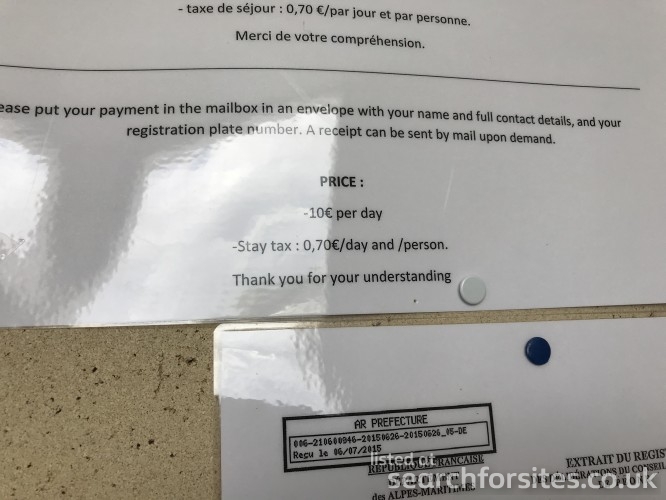 - taxe de séjour : 0,70 €/par jour et par personne.
Merci de votre compréhension.
ease put your payment in the mailbox in an envelope with your name and full contact details, and your
registration plate number. A receipt can be sent by mail upon demand.
PRICE :
-10€ per day
-Stay tax : 0,70€/day and /person.
Thank you for your understanding
AR PREFECTURE
006-210600946-20150626-20150626_05-DE
Reçu le 06/07/2015
listed at
REPUBLIQUE FRANCAISE
EXTRAIT DU REGIS
searchforsites.co.uk
des ALPES-MARITIMES